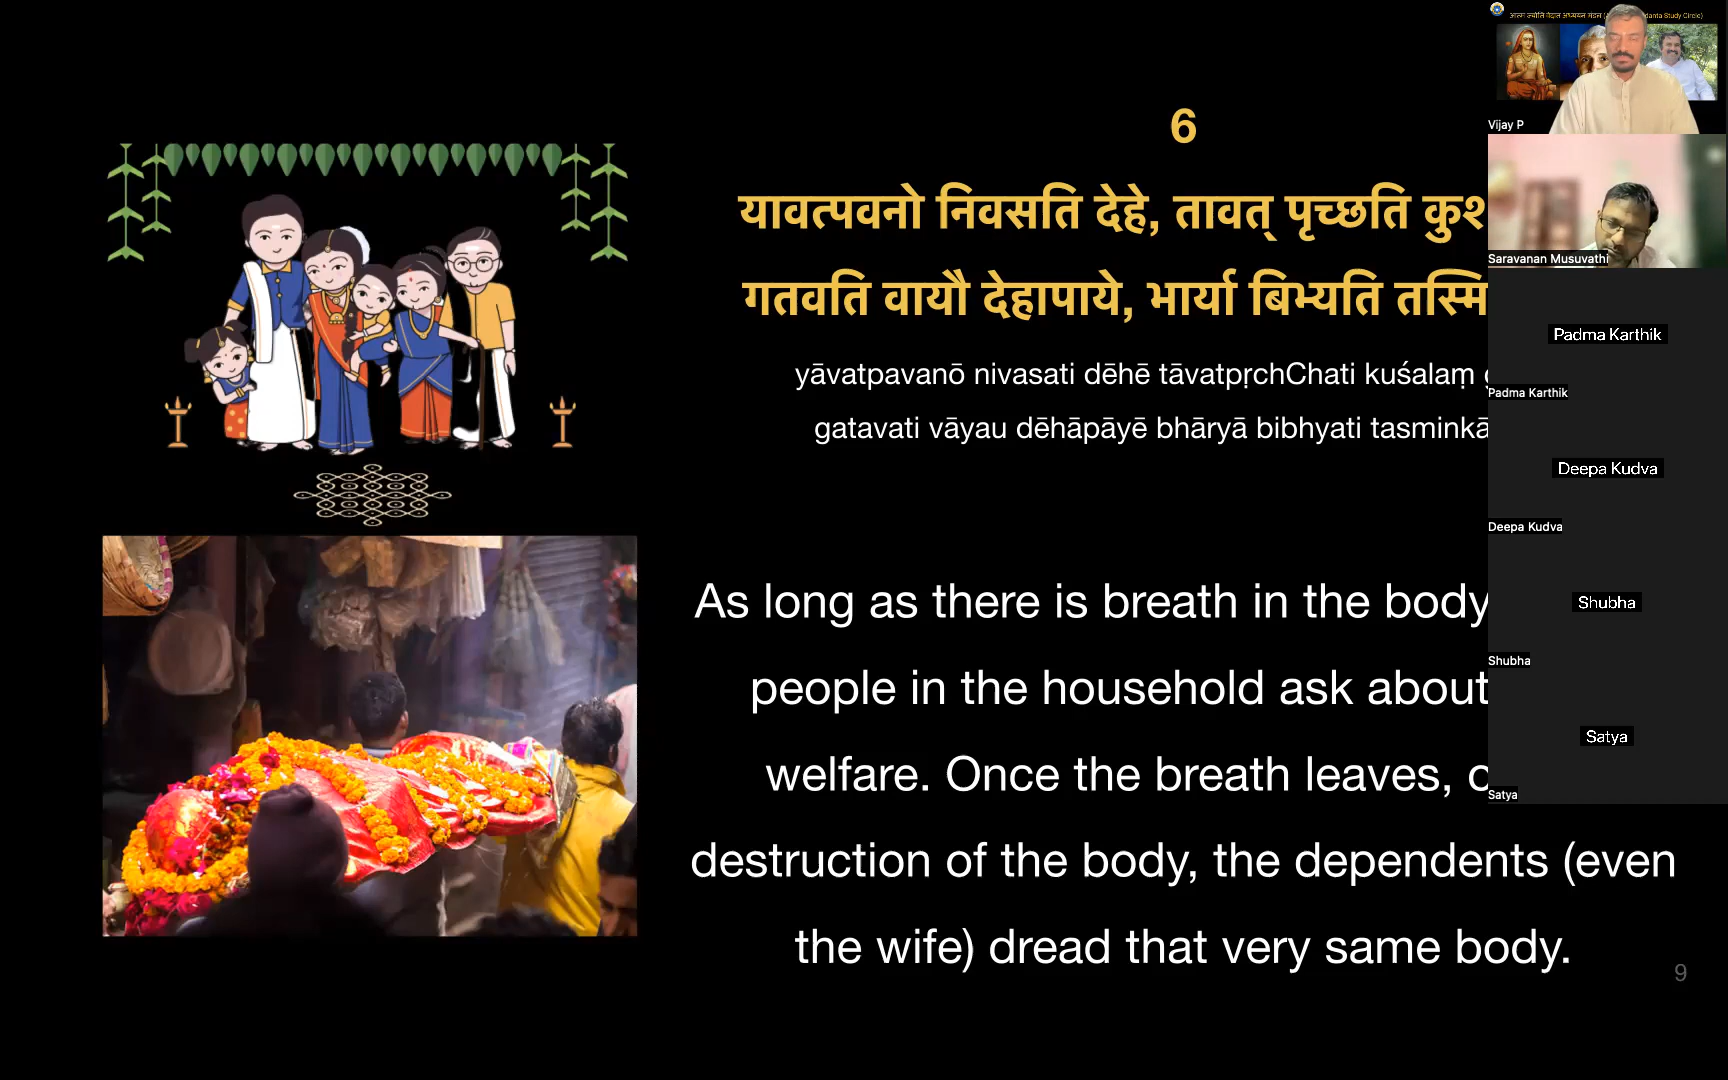 6
यावत्पवनो निवसति देहे, तावत् पृच्छति
गतवति वायौ देहापाये, भार्या बिभ्यति
yāvatpavanō nivasati dēhē tāvatpṛchChati kuśalaṃ
gatavati vāyau dēhāpāyē bhāryā bibhyati tasminkā
As long as there is breath in the body
people in the household ask about
welfare. Once the breath leaves,
destruction of the body, the dependents (even
the wife) dread that very same body.
9
Vijay P
Saravanan Musuvathi
Padma Karthik
Padma Karthik
Deepa Kudva
Deepa Kudva
Shubha
Shubha
Satya
Satya